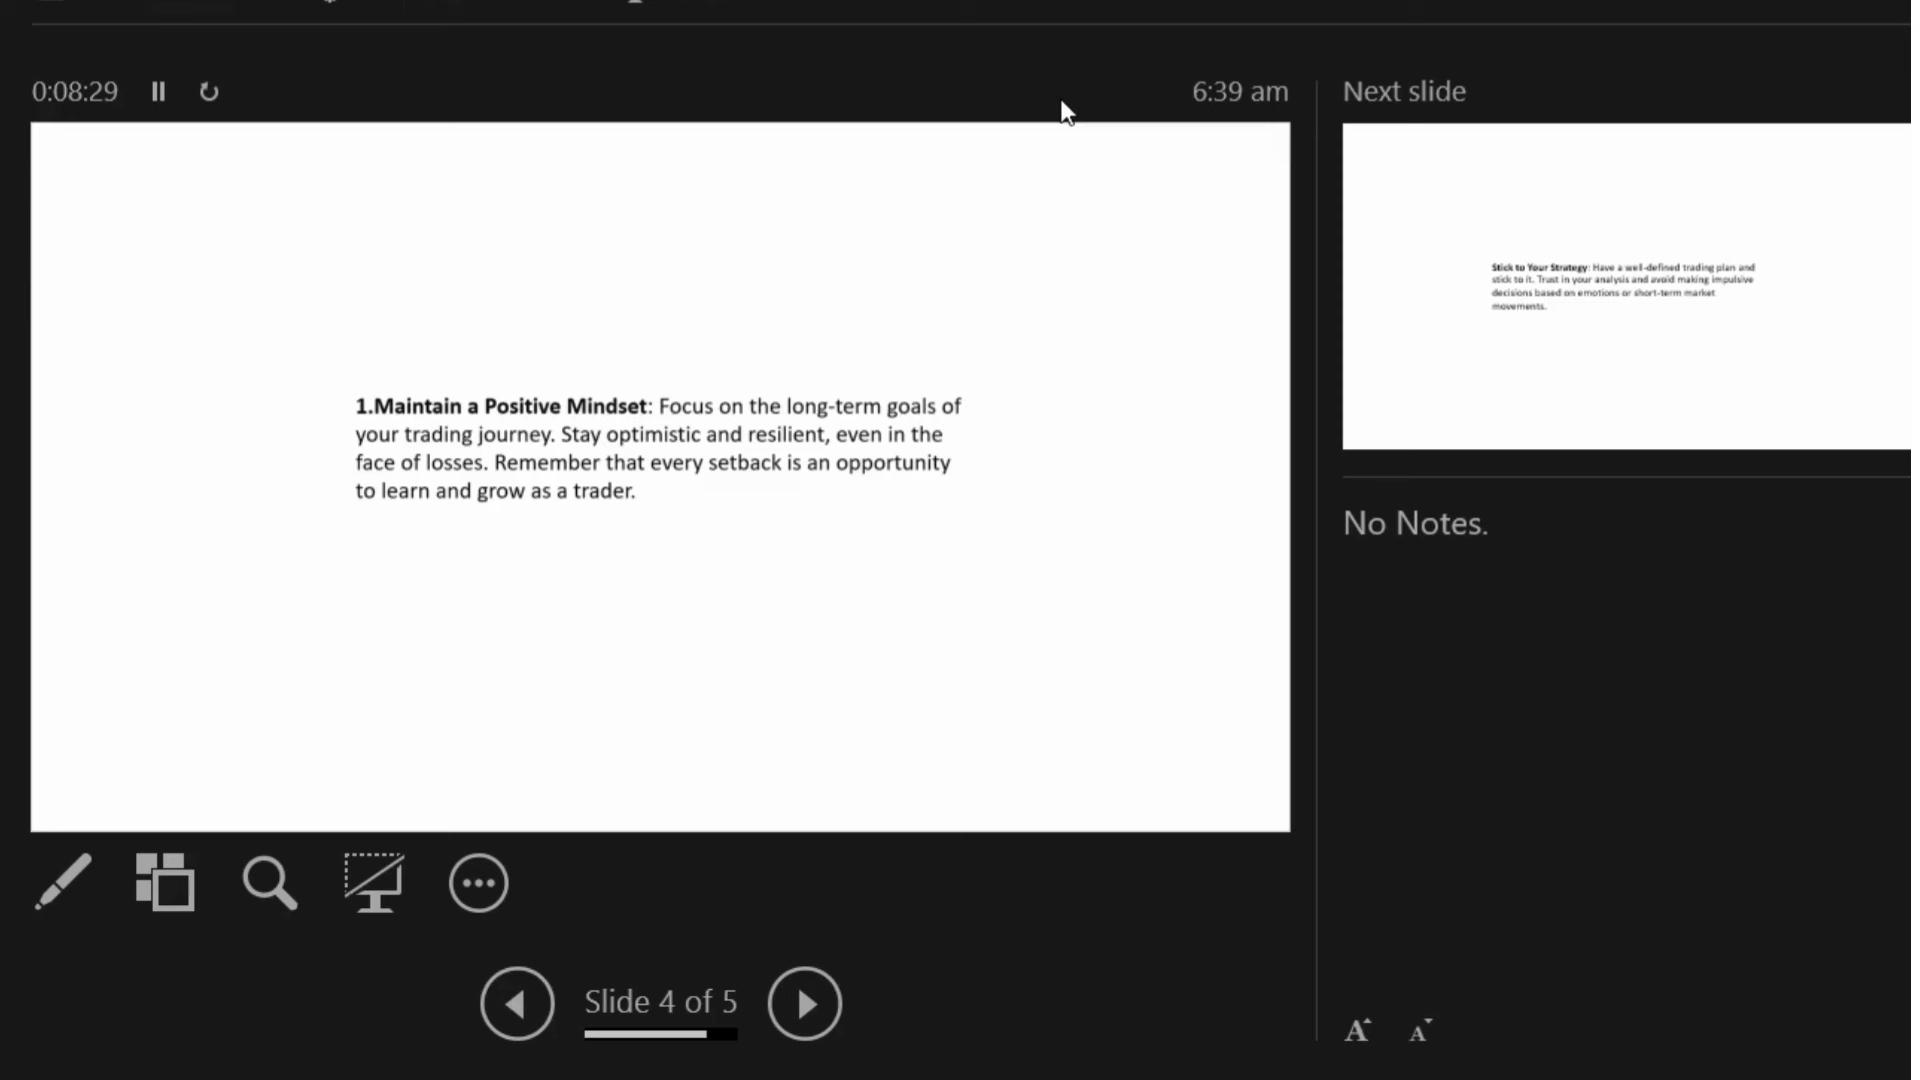 0:08:29
6:39 am
Next slide
1.Maintain a Positive Mindset: Focus on the long-term goals of
your trading journey. Stay optimistic and resilient, even in the
face of losses. Remember that every setback is an opportunity
to learn and grow as a trader.
Stick to Your Strategy: Have a well-defined trading plan and
stick to it. Trust in your analysis and avoid making impulsive
decisions based on emotions or short-term market
movements.
No Notes.
Slide 4 of 5
A A